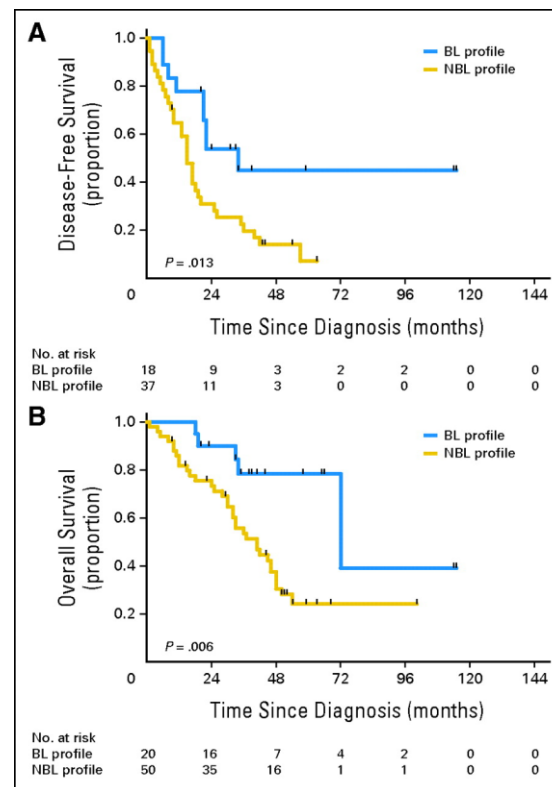 A
1.0
0.8
0.6
0.4
0.2
Disease-Free Survival
(proportion)
BL profile
NBL profile
P = .013
0 24 48 72 96 120 144
Time Since Diagnosis (months)
No. at risk
BL profile 18 9 3 2 2 0 0
NBL profile 37 11 3 0 0 0 0
B
1.0
0.8
0.6
0.4
0.2
Overall Survival
(proportion)
BL profile
NBL profile
P = .006
0 24 48 72 96 120 144
Time Since Diagnosis (months)
No. at risk
BL profile 20 16 7 4 2 0 0
NBL profile 50 35 16 1 1 0 0